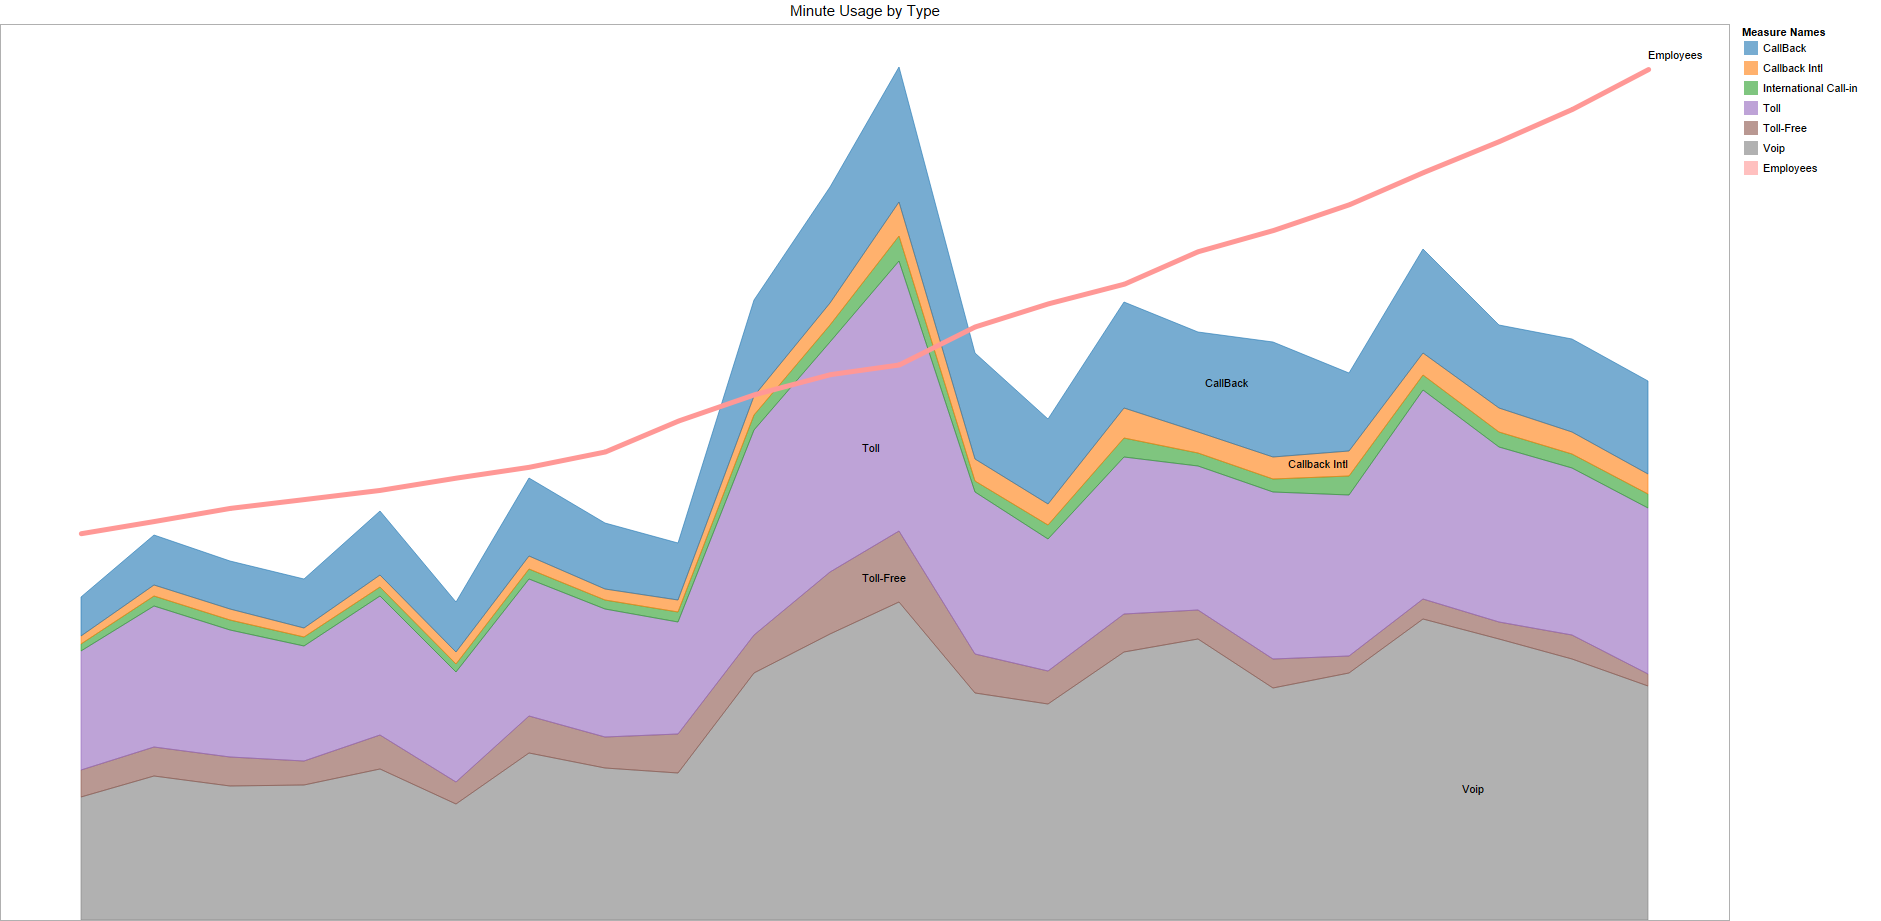 Minute Usage by Type
Measure Names
CallBack
Callback Intl
International Call-in
Toll
Toll-Free
Voip
Employees
Employees
CallBack
Toll
Callback Intl
Toll-Free
Voip